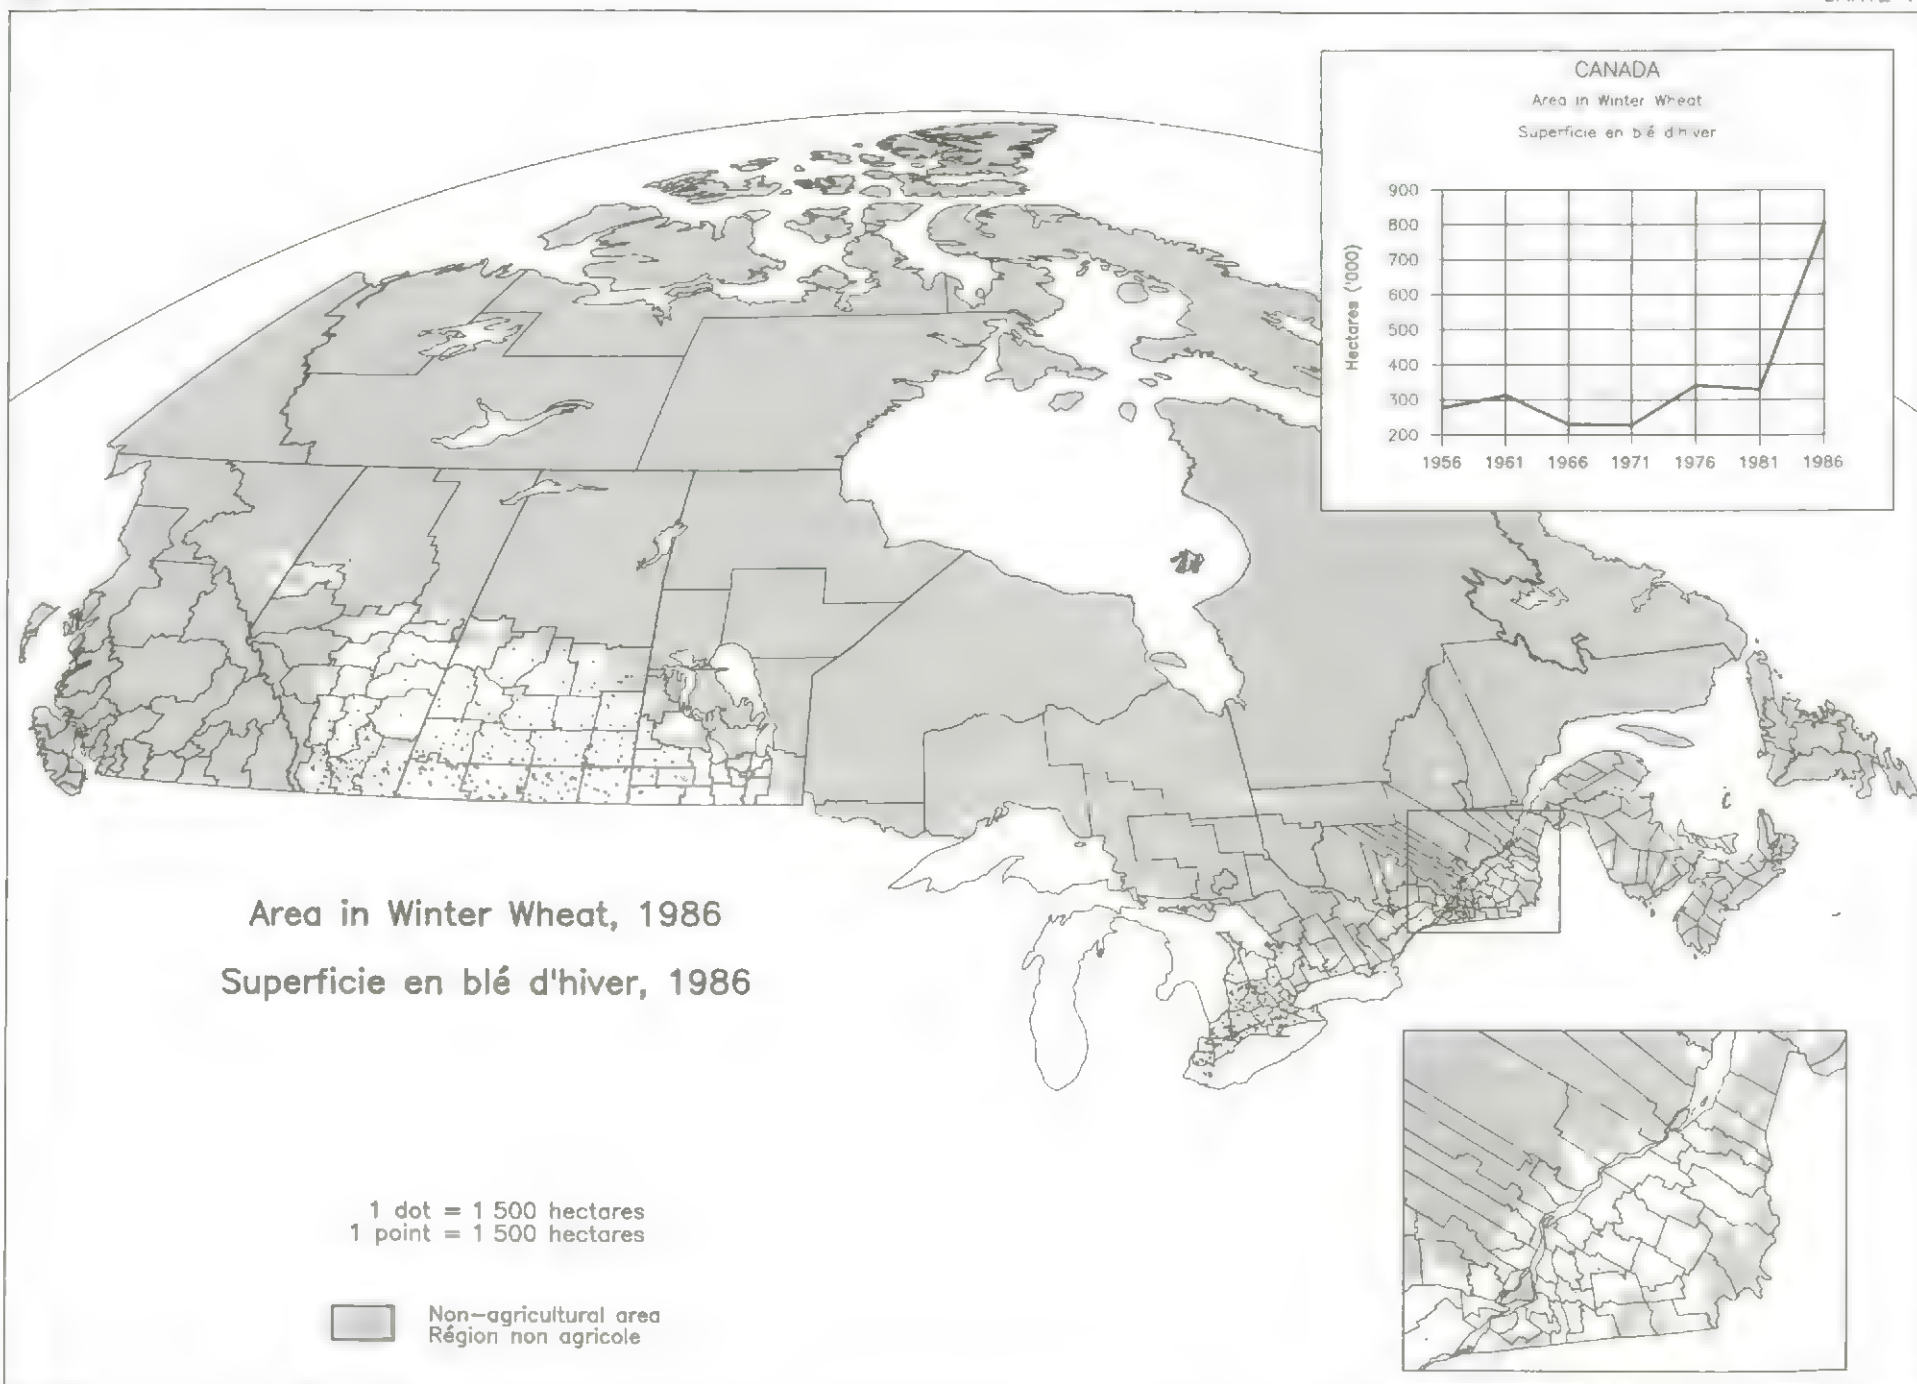 CANADA
Area in Winter Wheat
Superficie en blé d'hiver
Hectares ('000)
900
800
700
600
500
400
300
200
1956 1961 1966 1971 1976 1981 1986
Area in Winter Wheat, 1986
Superficie en blé d'hiver, 1986
1 dot = 1 500 hectares
1 point = 1 500 hectares
Non-agricultural area
Région non agricole